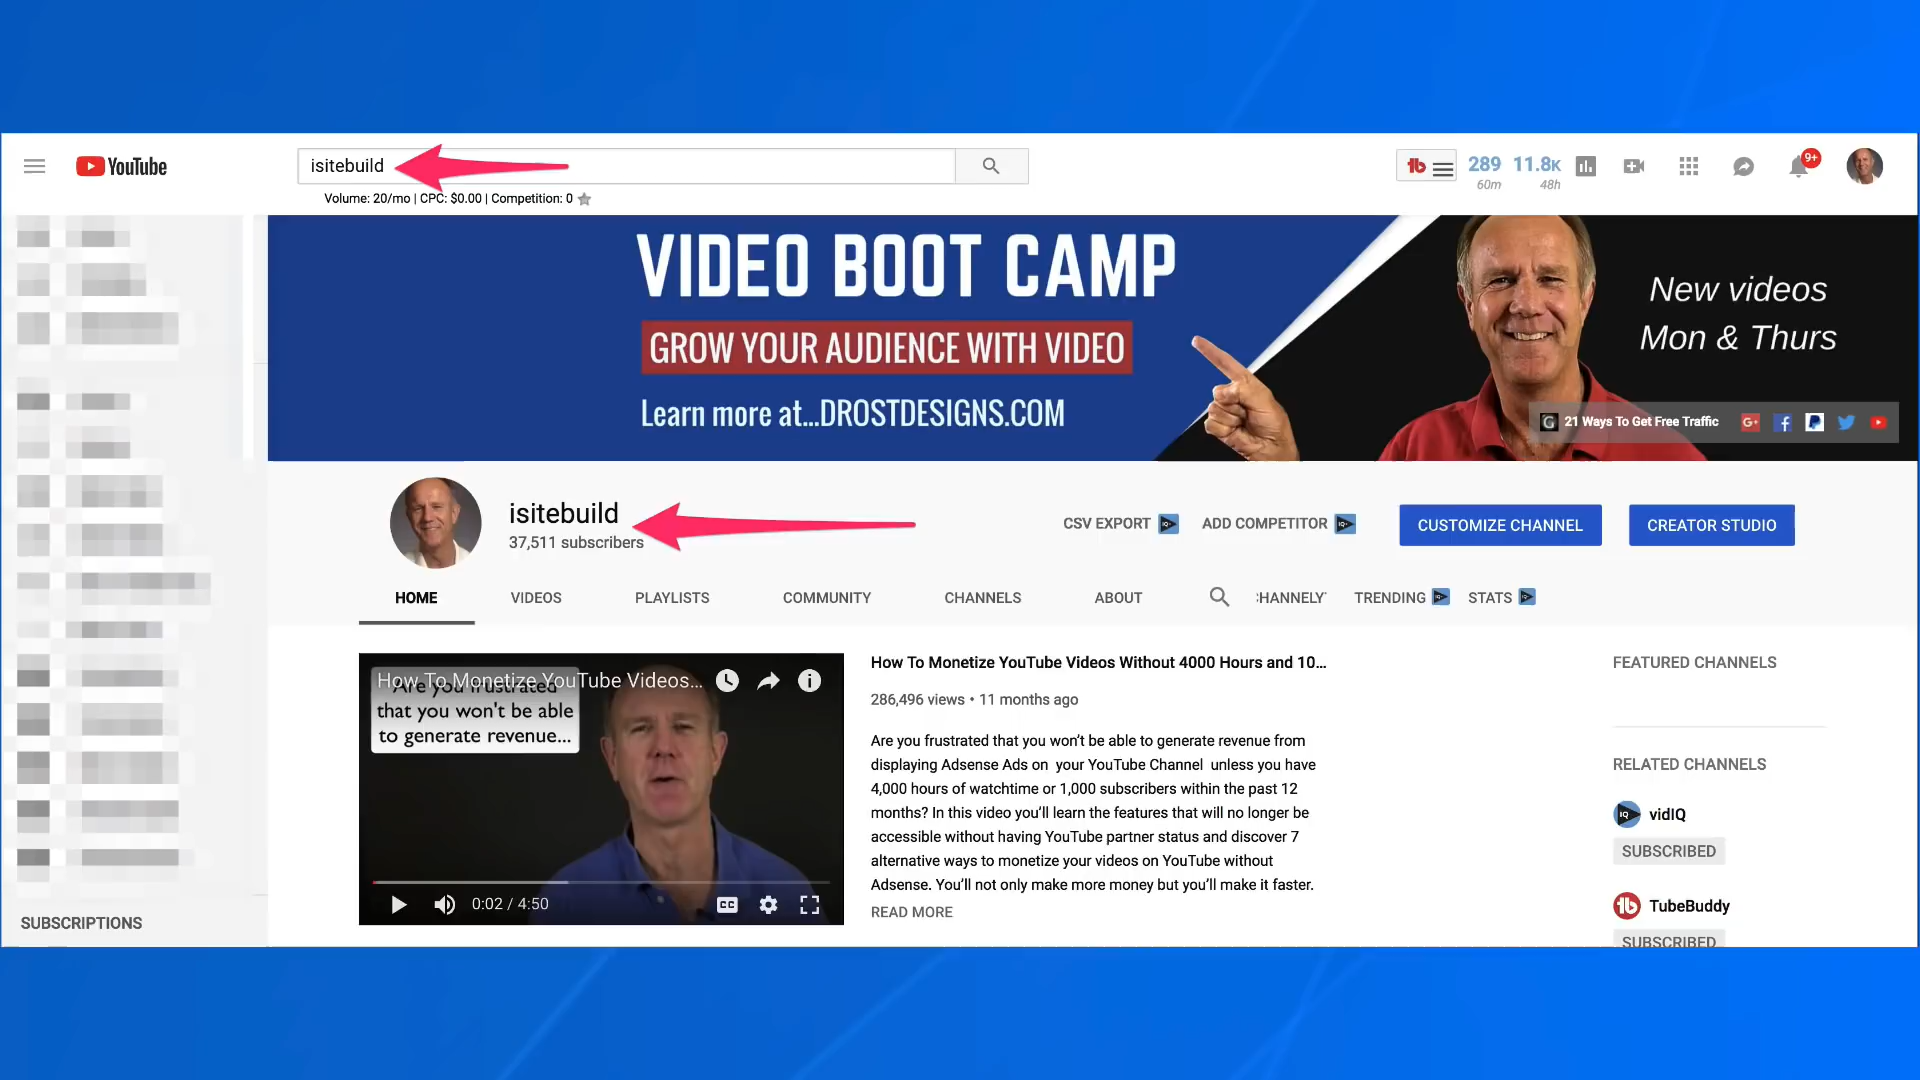 YouTube
isitebuild
Volume: 20/mo | CPC: $0.00 | Competition: 0
289
60m
11.8K
48h
9+
VIDEO BOOT CAMP
GROW YOUR AUDIENCE WITH VIDEO
Learn more at...DROSTDESIGNS.COM
New videos
Mon & Thurs
21 Ways To Get Free Traffic
isitebuild
37,511 subscribers
CSV EXPORT
ADD COMPETITOR
CUSTOMIZE CHANNEL
CREATOR STUDIO
HOME
VIDEOS
PLAYLISTS
COMMUNITY
CHANNELS
ABOUT
HANNELY
TRENDING
STATS
How To Monetize YouTube Videos...
Are you frustrated
that you won't be able
to generate revenue...
0:02 / 4:50
CC
How To Monetize YouTube Videos Without 4000 Hours and 10...
286,496 views • 11 months ago
Are you frustrated that you won't be able to generate revenue from
displaying Adsense Ads on your YouTube Channel unless you have
4,000 hours of watchtime or 1,000 subscribers within the past 12
months? In this video you'll learn the features that will no longer be
accessible without having YouTube partner status and discover 7
alternative ways to monetize your videos on YouTube without
Adsense. You'll not only make more money but you'll make it faster.
READ MORE
FEATURED CHANNELS
RELATED CHANNELS
vidIQ
SUBSCRIBED
TubeBuddy
SUBSCRIBED
SUBSCRIPTIONS